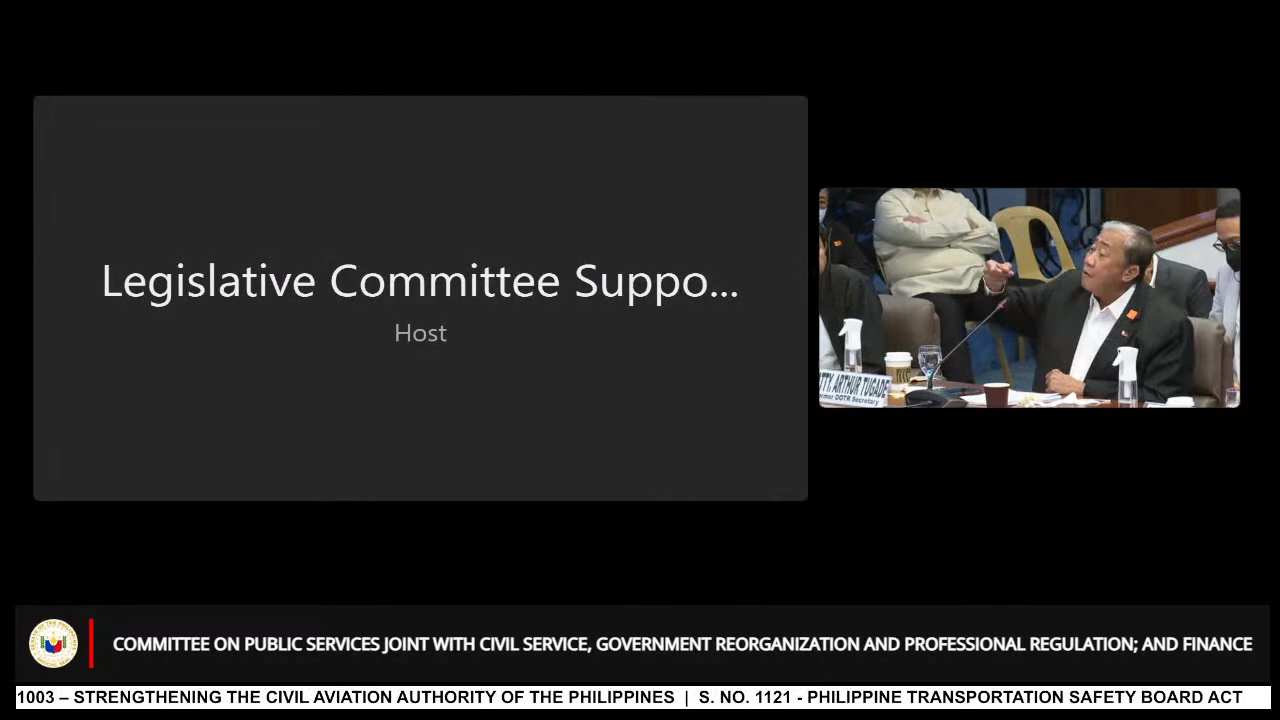 Legislative Committee Suppo...
Host
ATTY. ARTHUR TUGADE
Former DOTR Secretary
COMMITTEE ON PUBLIC SERVICES JOINT WITH CIVIL SERVICE, GOVERNMENT REORGANIZATION AND PROFESSIONAL REGULATION; AND FINANCE
1003 – STRENGTHENING THE CIVIL AVIATION AUTHORITY OF THE PHILIPPINES | S. NO. 1121 - PHILIPPINE TRANSPORTATION SAFETY BOARD ACT